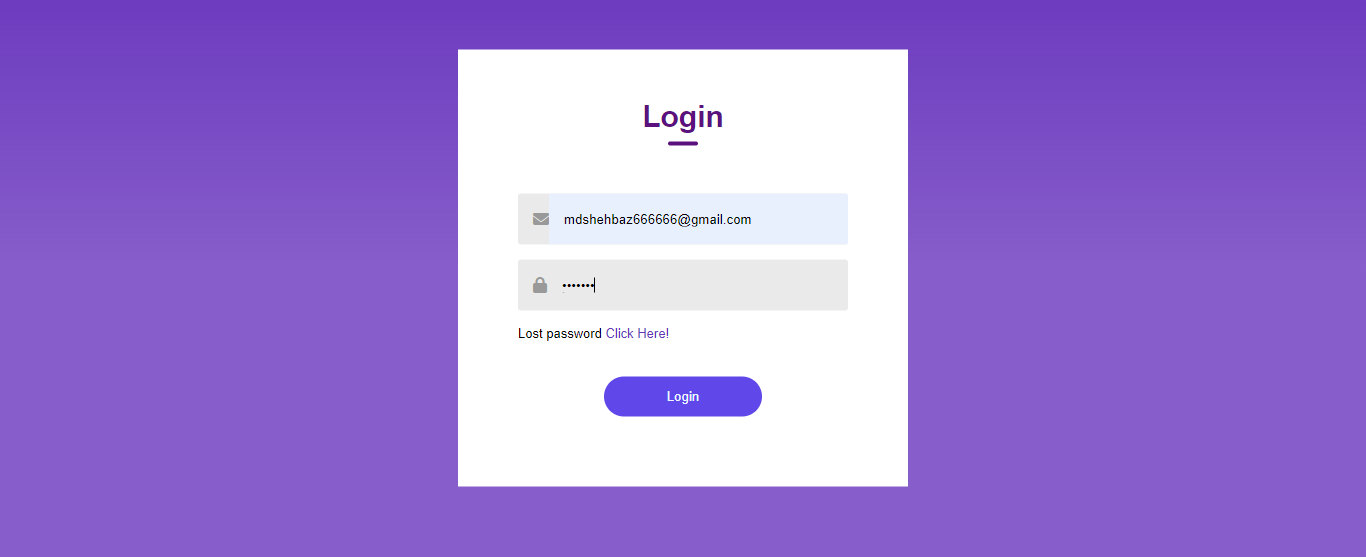 Login
mdshehbaz666666@gmail.com
•••••••
Lost password Click Here!
Login